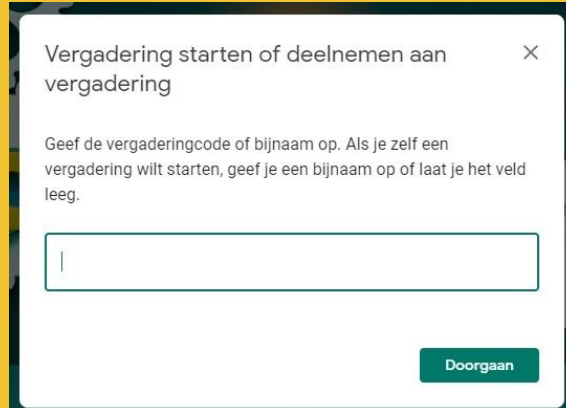 Vergadering starten of deelnemen aan
vergadering
Geef de vergaderingcode of bijnaam op. Als je zelf een
vergadering wilt starten, geef je een bijnaam op of laat je het veld
leeg.
Doorgaan